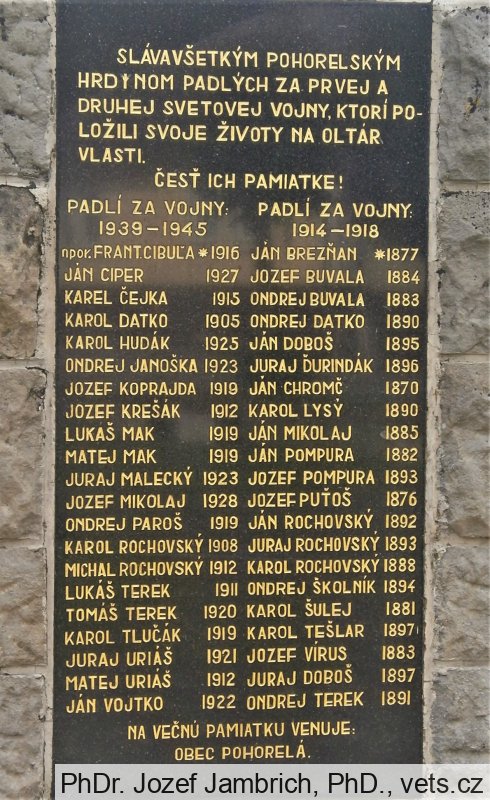 SLÁVAVŠETKÝM POHORELSKÝM
HRDINOM PADLÝCH ZA PRVEJ A
DRUHEJ SVETOVEJ VOJNY, KTORÍ PO-
LOŽILI SVOJE ŽIVOTY NA OLTÁR
VLASTI.
ČESŤ ICH PAMIATKE!
PADLÍ ZA VOJNY:
1939-1945
npor. FRANT.CIBUĽA *1916
JÁN CIPER 1927
KAREL ČEJKA 1915
KAROL DATKO 1905
KAROL HUDÁK 1925
ONDREJ JANOŠKA 1923
JOZEF KOPRAJDA 1919
JOZEF KREŠÁK 1912
LUKÁŠ MAK 1919
MATEJ MAK 1919
JURAJ MALECKÝ 1923
JOZEF MIKOLAJ 1928
ONDREJ PAROŠ 1919
KAROL ROCHOVSKÝ 1908
MICHAL ROCHOVSKÝ 1912
LUKÁŠ TEREK 1911
TOMÁŠ TEREK 1920
KAROL TLUČÁK 1919
JURAJ URIÁŠ 1921
MATEJ URIÁŠ 1912
JÁN VOJTKO 1922
PADLÍ ZA VOJNY:
1914-1918
JÁN BREZŇAN *1877
JOZEF BUVALA 1884
ONDREJ BUVALA 1883
ONDREJ DATKO 1890
JÁN DOBOŠ 1895
JURAJ ĎURINDÁK 1896
JÁN CHROMČ 1870
KAROL LYSÝ 1890
JÁN MIKOLAJ 1885
JÁN POMPURA 1882
JOZEF POMPURA 1893
JOZEF PUŤOŠ 1876
JÁN ROCHOVSKÝ 1892
JURAJ ROCHOVSKÝ 1893
KAROL ROCHOVSKÝ 1888
ONDREJ ŠKOLNÍK 1894
KAROL ŠULEJ 1881
KAROL TEŠLAR 1897
JOZEF VÍRUS 1883
JURAJ DOBOŠ 1897
ONDREJ TEREK 1891
NA VEČNÚ PAMIATKU VENUJE:
OBEC POHORELÁ.
PhDr. Jozef Jambrich, PhD., vets.cz